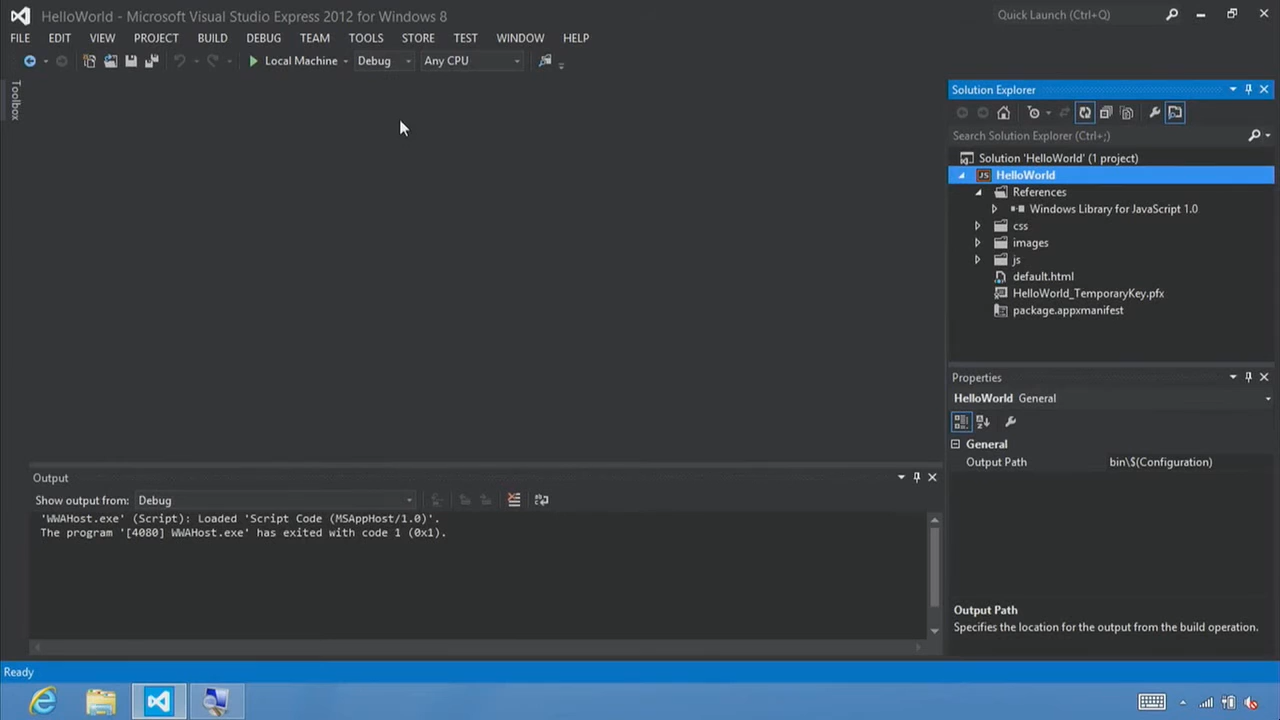 HelloWorld - Microsoft Visual Studio Express 2012 for Windows 8
Quick Launch (Ctrl+Q)
FILE EDIT VIEW PROJECT BUILD DEBUG TEAM TOOLS STORE TEST WINDOW HELP
Local Machine Debug Any CPU
Toolbox
Solution Explorer
Search Solution Explorer (Ctrl+;)
Solution 'HelloWorld' (1 project)
JS HelloWorld
References
Windows Library for JavaScript 1.0
css
images
js
default.html
HelloWorld_TemporaryKey.pfx
package.appxmanifest
Properties
HelloWorld General
General
Output Path bin\$(Configuration)
Output Path
Specifies the location for the output from the build operation.
Output
Show output from: Debug
'WWAHost.exe' (Script): Loaded 'Script Code (MSAppHost/1.0)'.
The program '[4080] WWAHost.exe' has exited with code 1 (0x1).
Ready